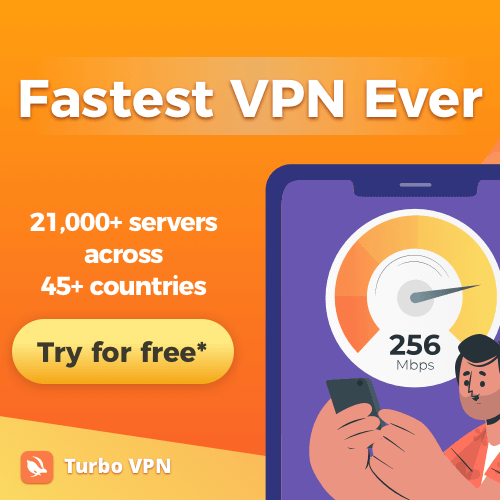 Fastest VPN Ever
21,000+ servers
across
45+ countries
Try for free*
256
Mbps
Turbo VPN